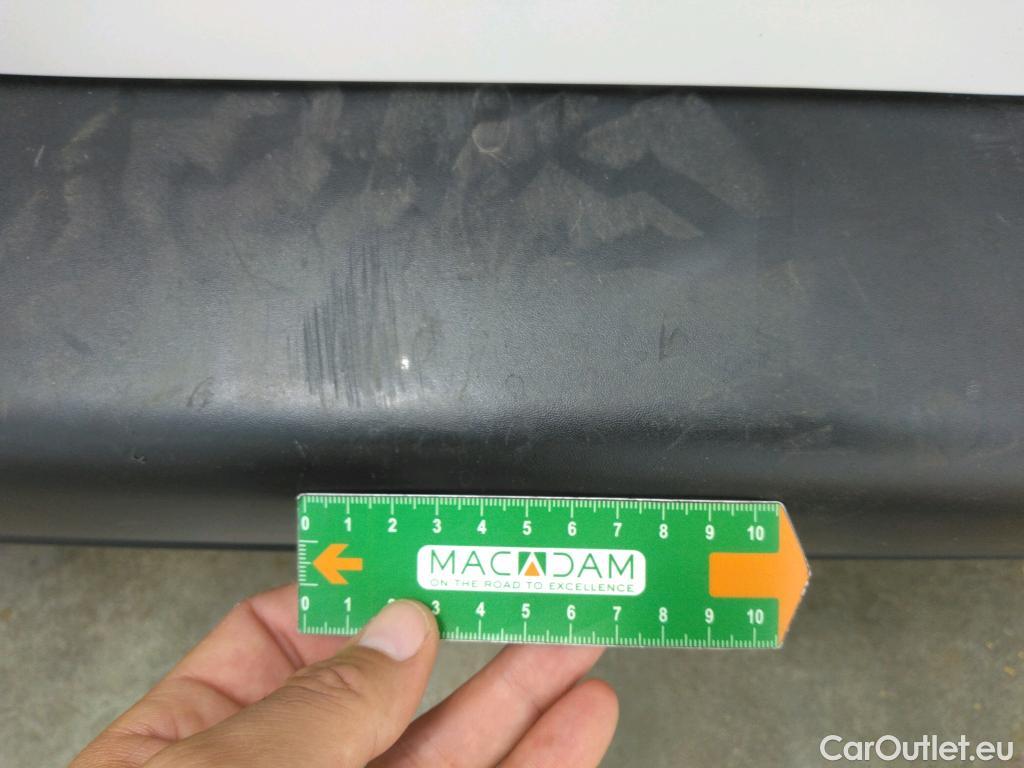 0 1 2 3 4 5 6 7 8 9 10
MACADAM
ON THE ROAD TO EXCELLENCE
0 1 3 4 5 6 7 8 9 10
CarOutlet.eu